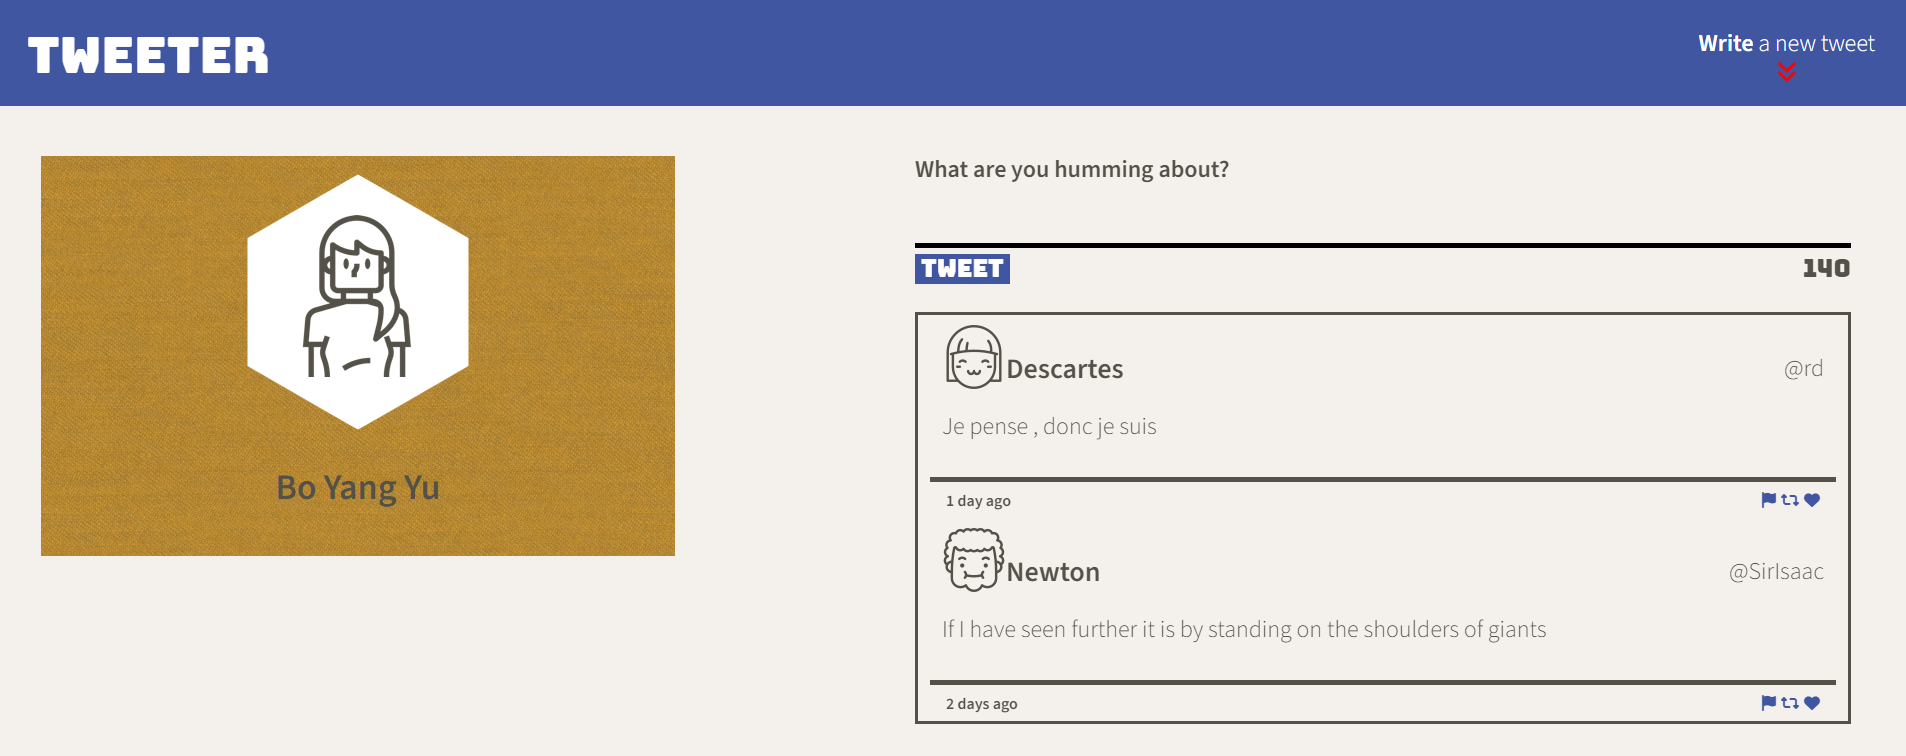 TWEETER
Write a new tweet
Bo Yang Yu
What are you humming about?
TWEET
140
Descartes
@rd
Je pense , donc je suis
1 day ago
Newton
@SirIsaac
If I have seen further it is by standing on the shoulders of giants
2 days ago